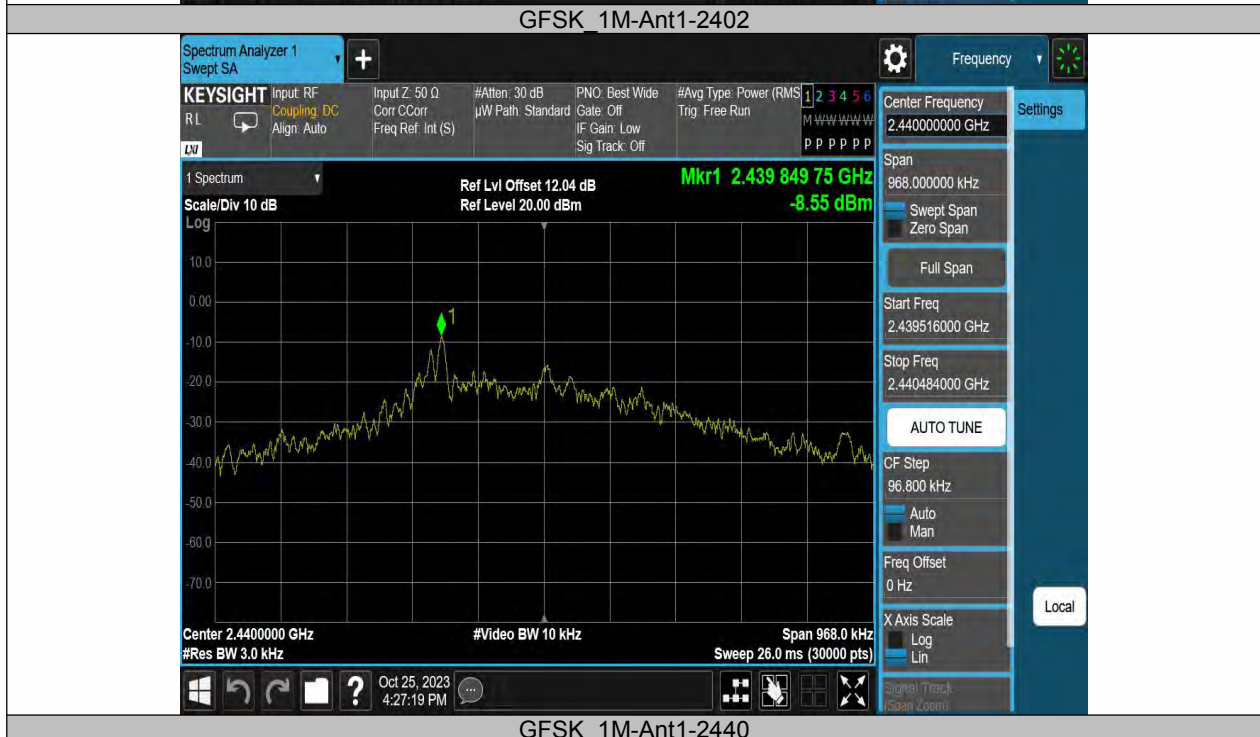 GFSK_1M-Ant1-2402
Spectrum Analyzer 1
Swept SA
+
Frequency
KEYSIGHT Input: RF Input Z: 50 Ω #Atten: 30 dB PNO: Best Wide #Avg Type: Power (RMS 1 2 3 4 5 6
R L Coupling: DC Corr CCorr µW Path: Standard Gate: Off Trig: Free Run M W W W W W
Align: Auto Freq Ref: Int (S) IF Gain: Low
LXI Sig Track: Off P P P P P P
Center Frequency
2.440000000 GHz
Settings
1 Spectrum
Scale/Div 10 dB
Ref Lvl Offset 12.04 dB
Ref Level 20.00 dBm
Mkr1 2.439 849 75 GHz
-8.55 dBm
Log
10.0
0.00
-10.0
-20.0
-30.0
-40.0
-50.0
-60.0
-70.0
1
Span
968.000000 kHz
Swept Span
Zero Span
Full Span
Start Freq
2.439516000 GHz
Stop Freq
2.440484000 GHz
AUTO TUNE
CF Step
96.800 kHz
Auto
Man
Freq Offset
0 Hz
X Axis Scale
Log
Lin
Signal Track
(Span Zoom)
Local
Center 2.4400000 GHz #Video BW 10 kHz Span 968.0 kHz
#Res BW 3.0 kHz Sweep 26.0 ms (30000 pts)
? Oct 25, 2023
4:27:19 PM
GFSK_1M-Ant1-2440